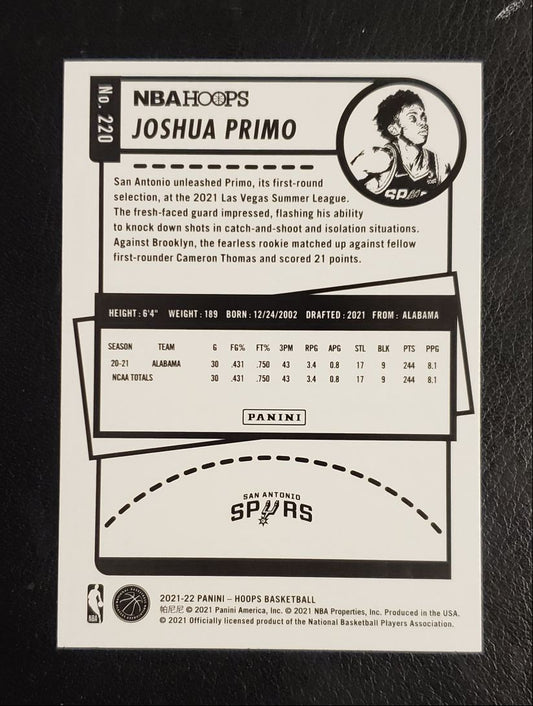 No. 220
NBA HOOPS
JOSHUA PRIMO
SPA
San Antonio unleashed Primo, its first-round
selection, at the 2021 Las Vegas Summer League.
The fresh-faced guard impressed, flashing his ability
to knock down shots in catch-and-shoot and isolation situations.
Against Brooklyn, the fearless rookie matched up against fellow
first-rounder Cameron Thomas and scored 21 points.
HEIGHT: 6'4" WEIGHT: 189 BORN: 12/24/2002 DRAFTED: 2021 FROM: ALABAMA
SEASON TEAM G FG% FT% 3PM RPG APG STL BLK PTS PPG
20-21 ALABAMA 30 .431 .750 43 3.4 0.8 17 9 244 8.1
NCAA TOTALS 30 .431 .750 43 3.4 0.8 17 9 244 8.1
PANINI
SAN ANTONIO
SPURS
NBA
2021-22 PANINI – HOOPS BASKETBALL
帕尼尼 © 2021 Panini America, Inc. © 2021 NBA Properties, Inc. Produced in the USA.
© 2021 Officially licensed product of the National Basketball Players Association.